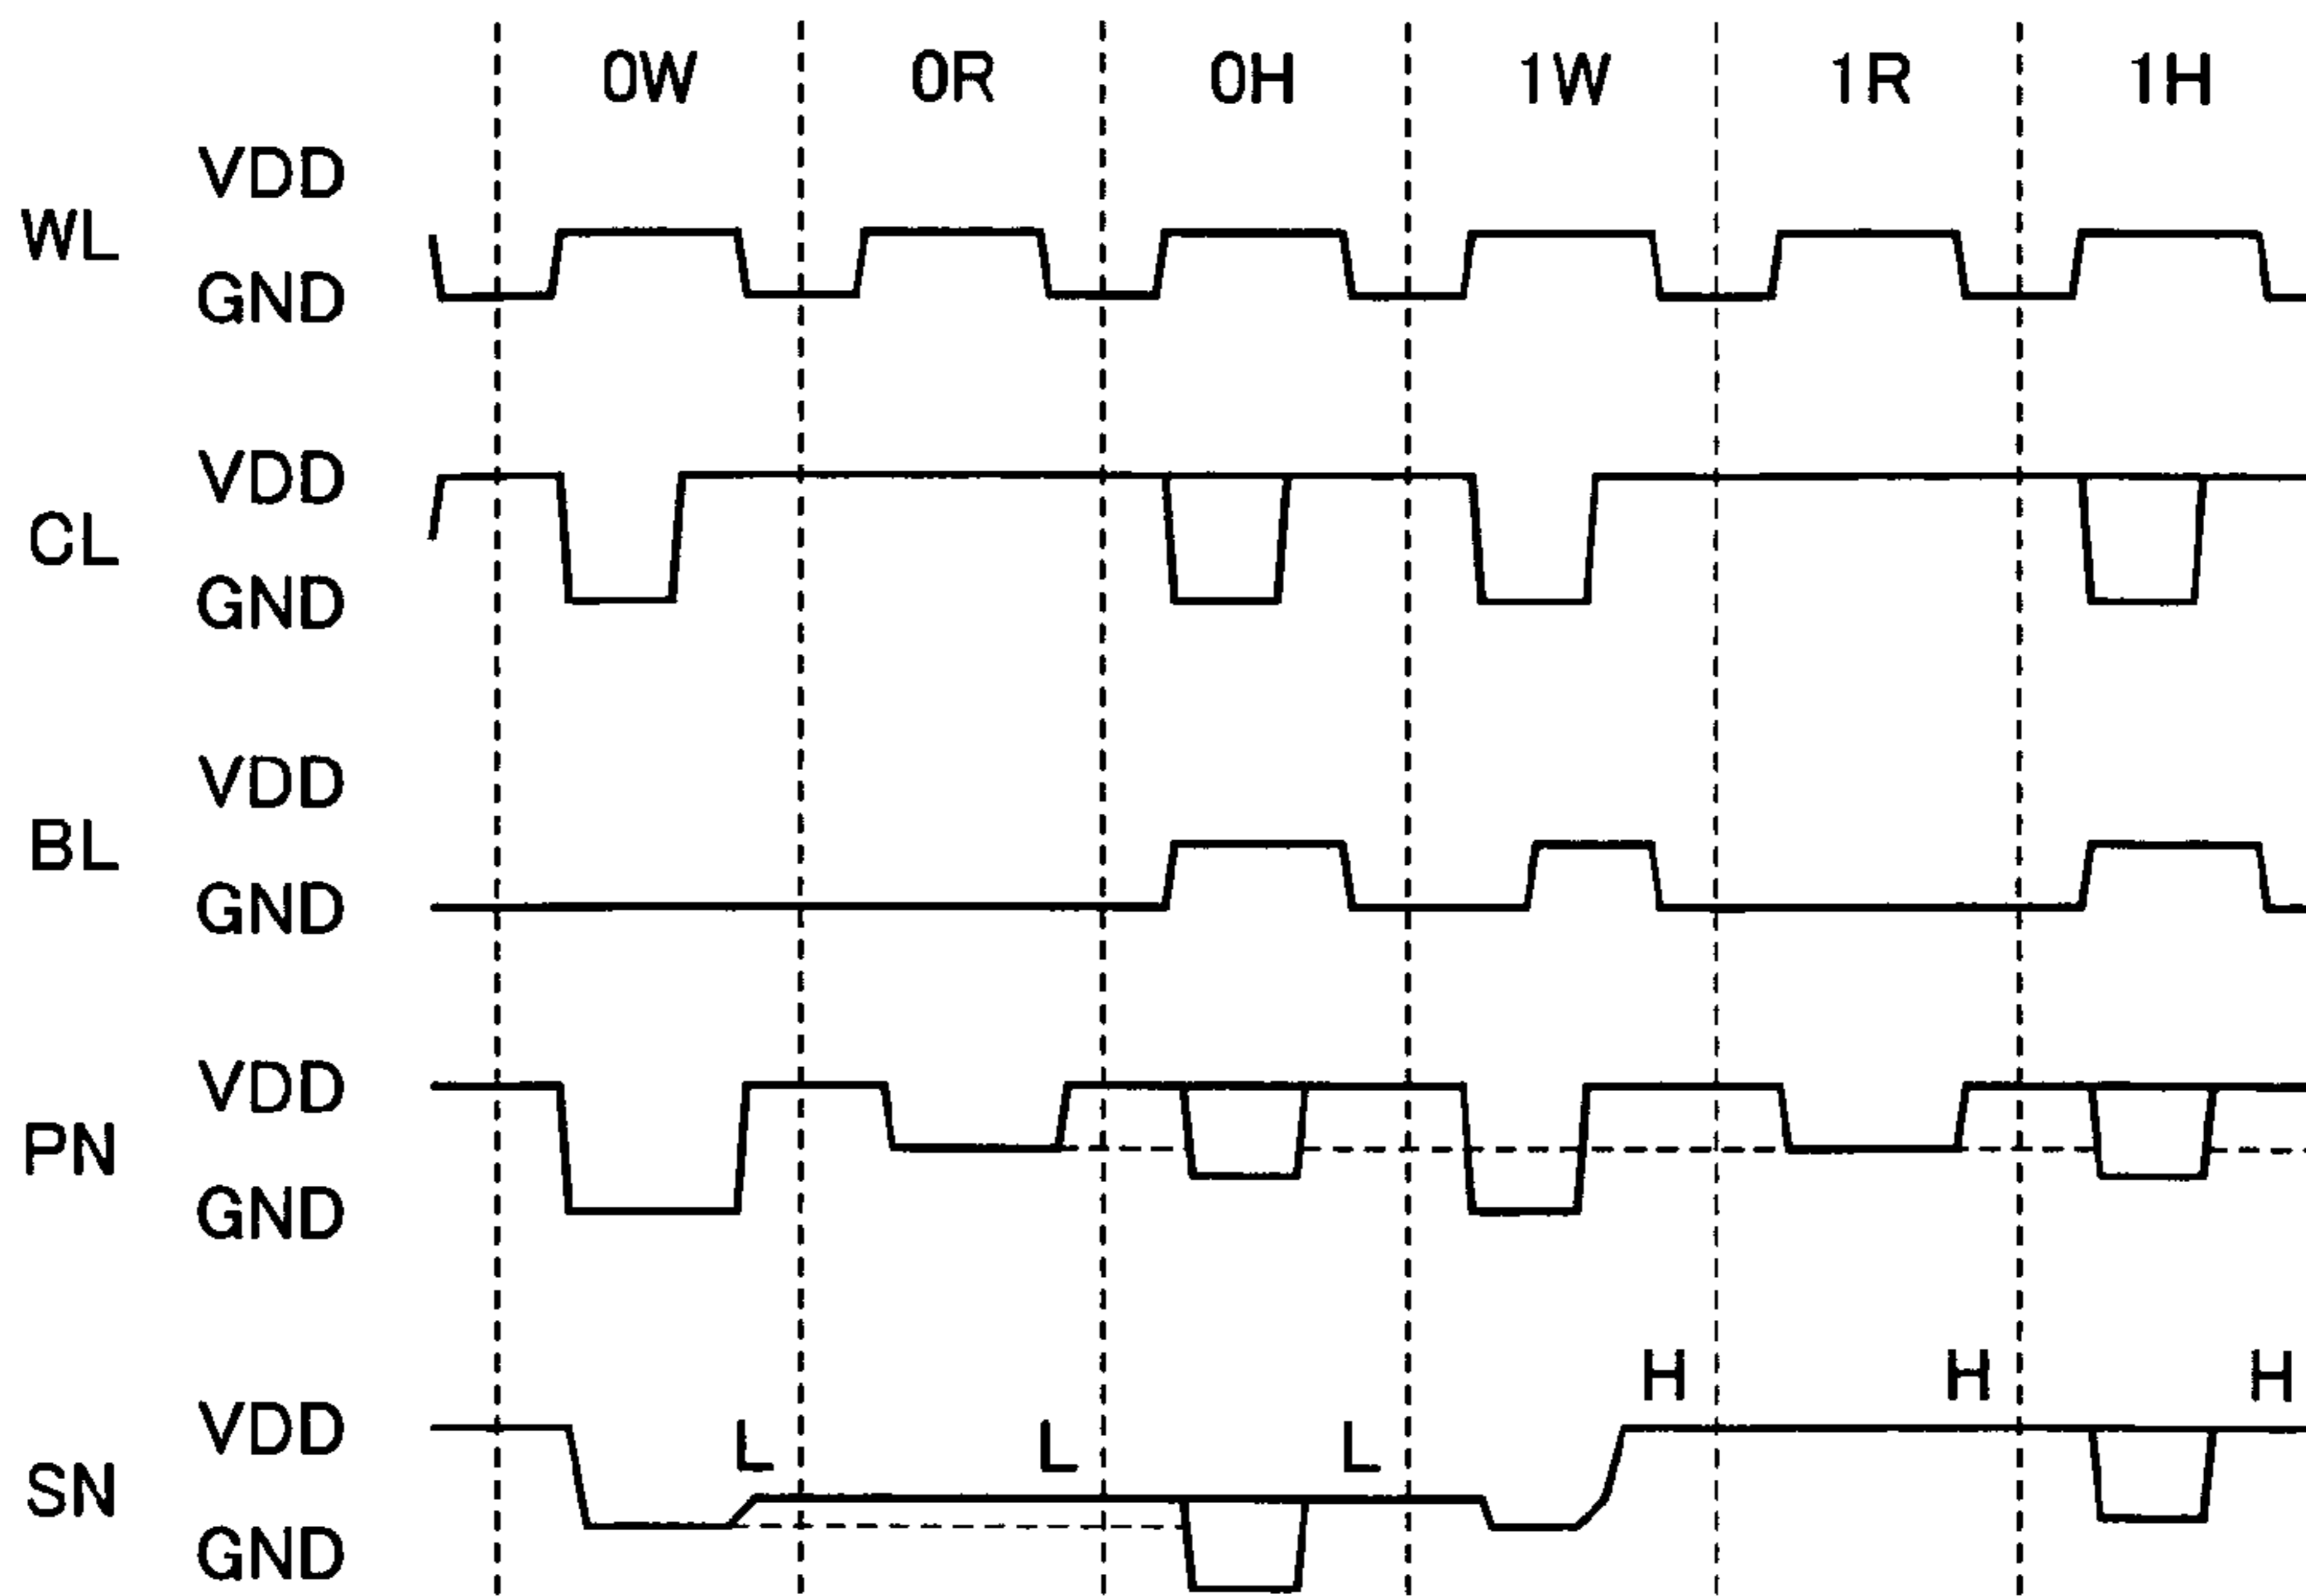 0W 0R 0H 1W 1R 1H
VDD
WL
GND
VDD
CL
GND
VDD
BL
GND
VDD
PN
GND
H H H
VDD L L L
SN
GND